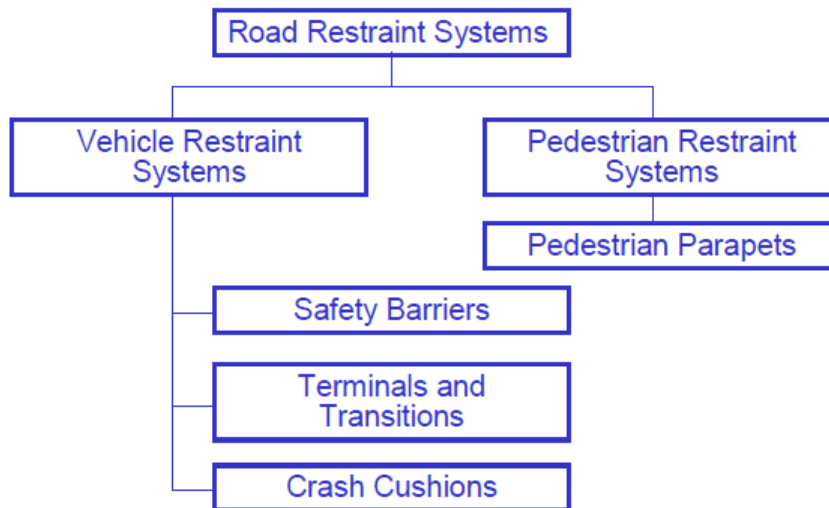 Road Restraint Systems
Vehicle Restraint
Systems
Pedestrian Restraint
Systems
Pedestrian Parapets
Safety Barriers
Terminals and
Transitions
Crash Cushions